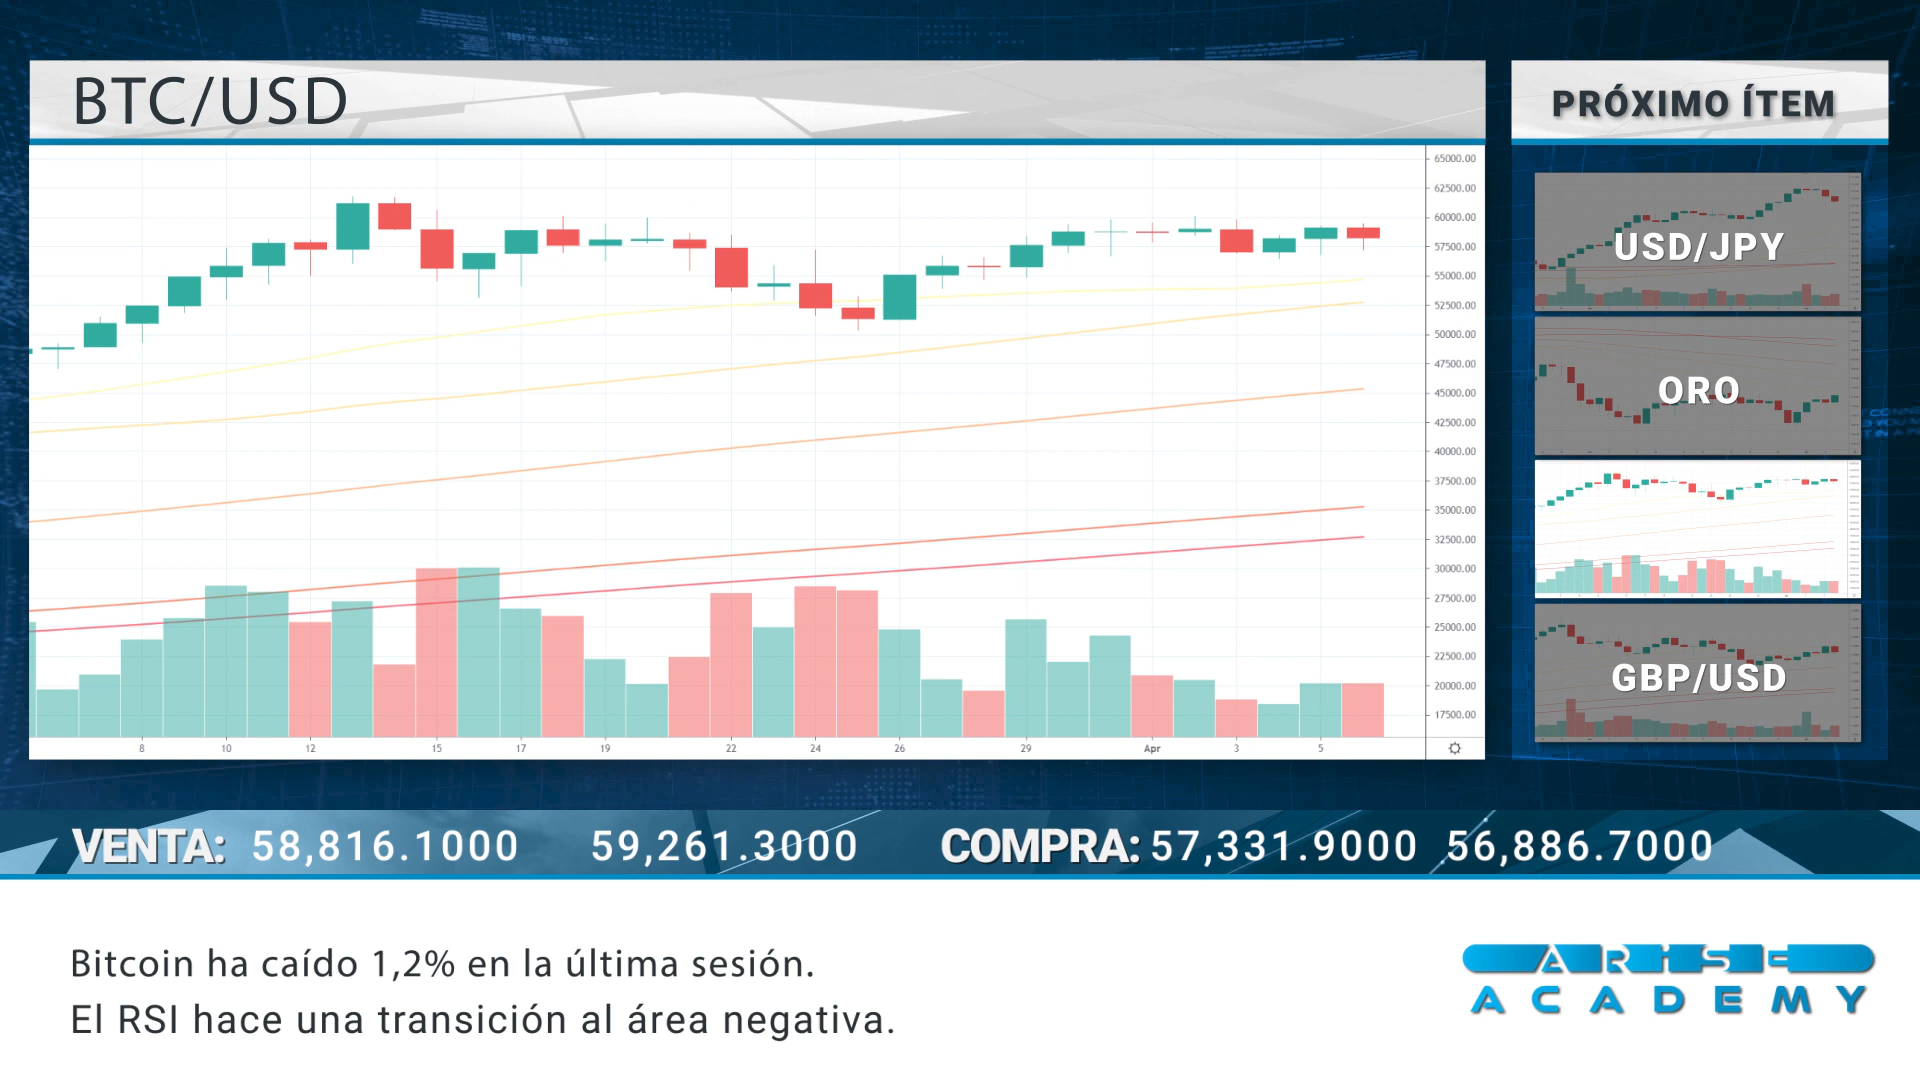 BTC/USD
PRÓXIMO ÍTEM
65000.00
62500.00
60000.00
57500.00
55000.00
52500.00
50000.00
47500.00
45000.00
42500.00
40000.00
37500.00
35000.00
32500.00
30000.00
27500.00
25000.00
22500.00
20000.00
17500.00
8 10 12 15 17 19 22 24 26 29 Apr 3 5
USD/JPY
ORO
GBP/USD
VENTA: 58,816.1000 59,261.3000 COMPRA: 57,331.9000 56,886.7000
Bitcoin ha caído 1,2% en la última sesión.
El RSI hace una transición al área negativa.
ARiSE
ACADEMY